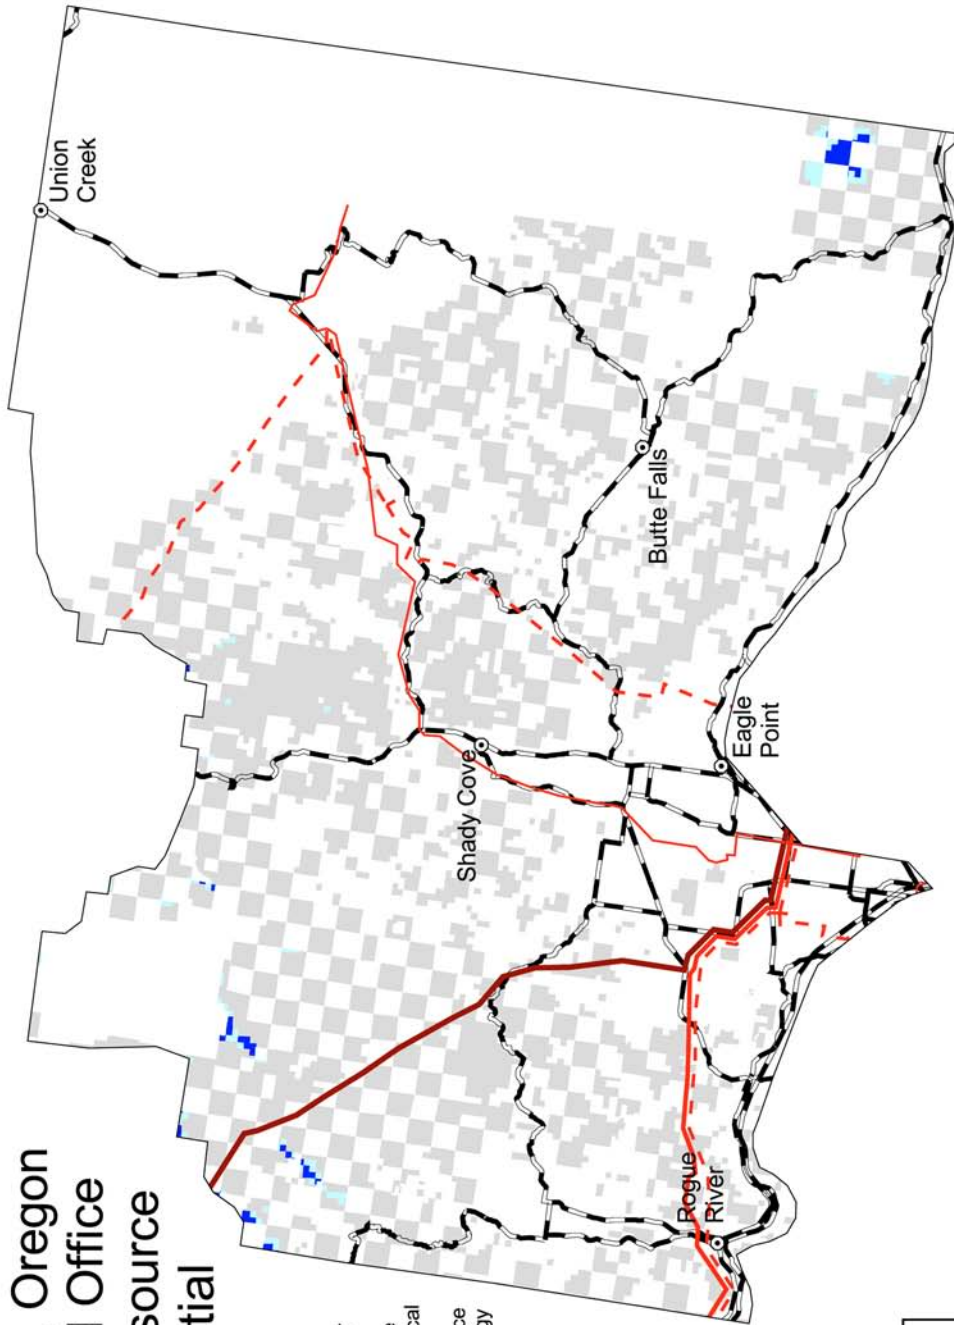 Oregon
Office
source
tial
Union
Creek
Butte Falls
Shady Cove
Eagle
Point
Rogue
River